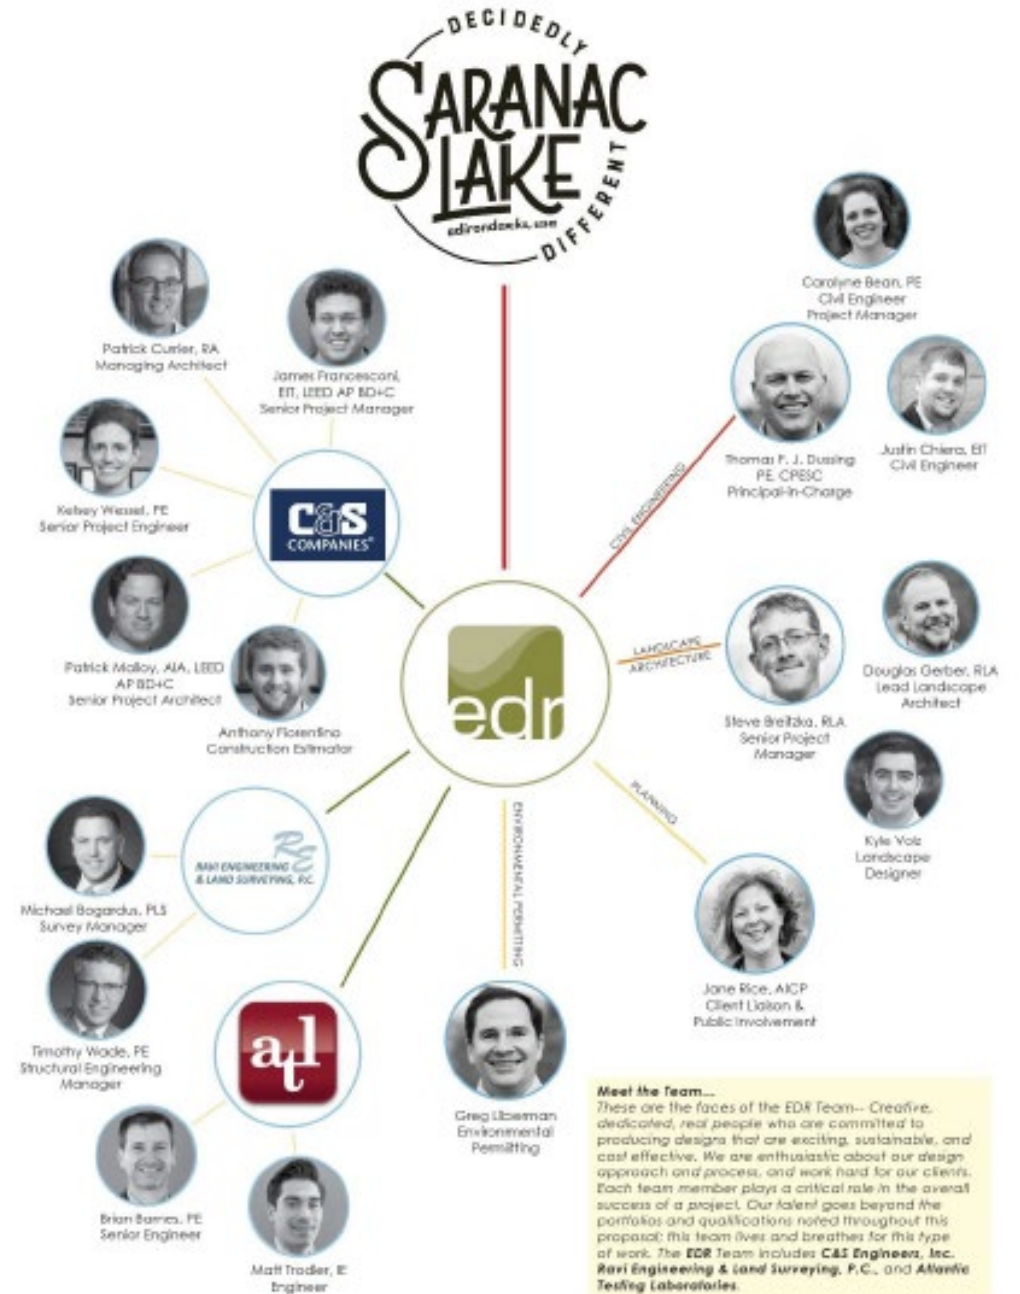 DECIDEDLY
SARANAC
LAKE
DIFFERENT
Carolyne Bean, PE
Civil Engineer
Project Manager
Patrick Currier, RA
Managing Architect
James Francesconi,
EIT, LEED AP BD+C
Senior Project Manager
Thomas F. J. Dussing
PE, CPESC
Principal-in-Charge
Justin Chiera, EIT
Civil Engineer
Kelsey Wessel, PE
Senior Project Engineer
C&S
COMPANIES®
CIVIL ENGINEERING
Patrick Malloy, AIA, LEED
AP BD+C
Senior Project Architect
Anthony Fiorentino
Construction Estimator
edr
LANDSCAPE
ARCHITECTURE
Steve Breitzka, RLA
Senior Project
Manager
Douglas Gerber, RLA
Lead Landscape
Architect
Kyle Volz
Landscape
Designer
PLANNING
ENVIRONMENTAL PERMITTING
RE
RAVI ENGINEERING
& LAND SURVEYING, P.C.
Michael Bogardus, PLS
Survey Manager
Timothy Wade, PE
Structural Engineering
Manager
Jane Rice, AICP
Client Liaison &
Public Involvement
atl
Greg Liberman
Environmental
Permitting
Brian Barnes, PE
Senior Engineer
Matt Trodler, IE
Engineer
Meet the Team...
These are the faces of the EDR Team-- Creative,
dedicated, real people who are committed to
producing designs that are exciting, sustainable, and
cost effective. We are enthusiastic about our design
approach and process, and work hard for our clients.
Each team member plays a critical role in the overall
success of a project. Our talent goes beyond the
portfolios and qualifications noted throughout this
proposal; this team lives and breathes for this type
of work. The EDR Team includes C&S Engineers, Inc.
Ravi Engineering & Land Surveying, P.C., and Atlantic
Testing Laboratories.